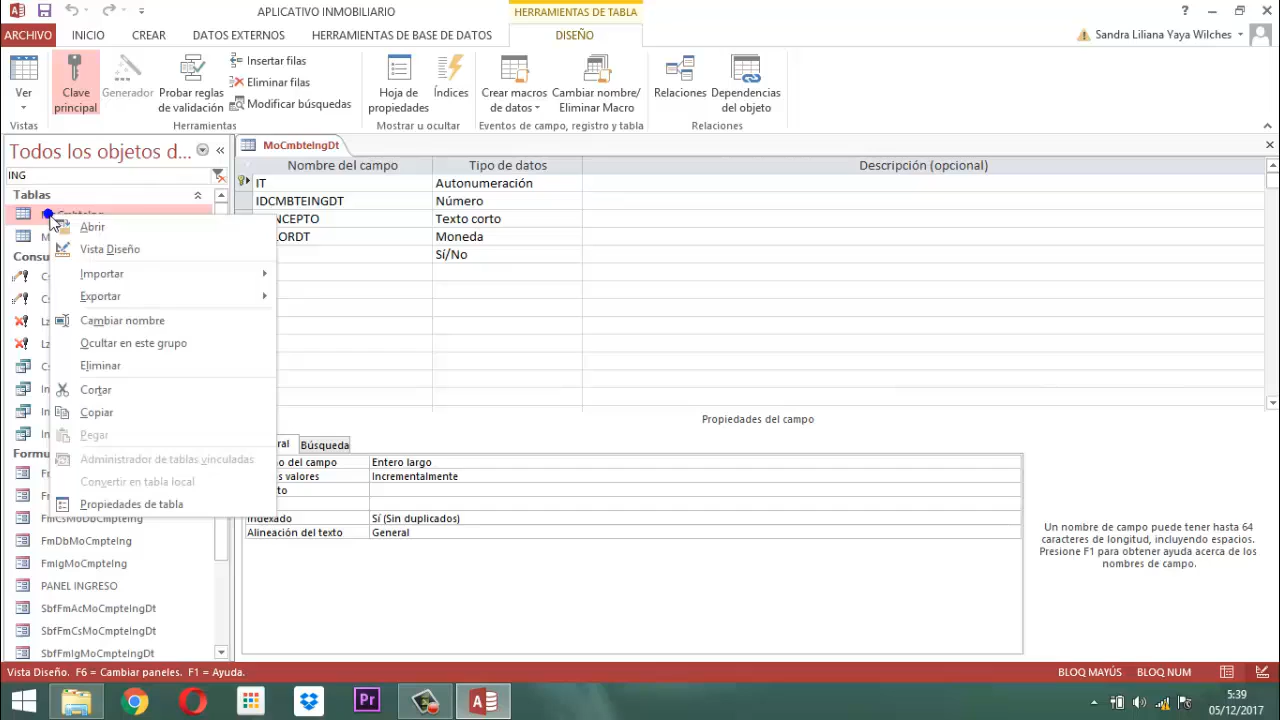 APLICATIVO INMOBILIARIO
HERRAMIENTAS DE TABLA
?
ARCHIVO
INICIO
CREAR
DATOS EXTERNOS
HERRAMIENTAS DE BASE DE DATOS
DISEÑO
Sandra Liliana Yaya Wilches
Ver
Clave principal
Generador
Probar reglas de validación
Insertar filas
Eliminar filas
Modificar búsquedas
Hoja de propiedades
Índices
Crear macros de datos
Cambiar nombre/ Eliminar Macro
Relaciones
Dependencias del objeto
Vistas
Herramientas
Mostrar u ocultar
Eventos de campo, registro y tabla
Relaciones
Todos los objetos d...
ING
Tablas
Abrir
Vista Diseño
Importar
Exportar
Cambiar nombre
Ocultar en este grupo
Eliminar
Cortar
Copiar
Pegar
Administrador de tablas vinculadas
Convertir en tabla local
Propiedades de tabla
FmCsMoDbCmpteIng
FmDbMoCmbteIng
FmIgMoCmpteIng
PANEL INGRESO
SbfFmAcMoCmpteIngDt
SbfFmCsMoCmpteIngDt
SbfFmIgMoCmpteIngDt
MoCmbteIngDt
Nombre del campo
Tipo de datos
Descripción (opcional)
IT
Autonumeración
IDCMBTEINGDT
Número
Texto corto
Moneda
Sí/No
Propiedades del campo
Búsqueda
Entero largo
Incrementalmente
Indexado
Sí (Sin duplicados)
Alineación del texto
General
Un nombre de campo puede tener hasta 64
caracteres de longitud, incluyendo espacios.
Presione F1 para obtener ayuda acerca de los
nombres de campo.
Vista Diseño. F6 = Cambiar paneles. F1 = Ayuda.
BLOQ MAYÚS
BLOQ NUM
Pr
5:39
05/12/2017